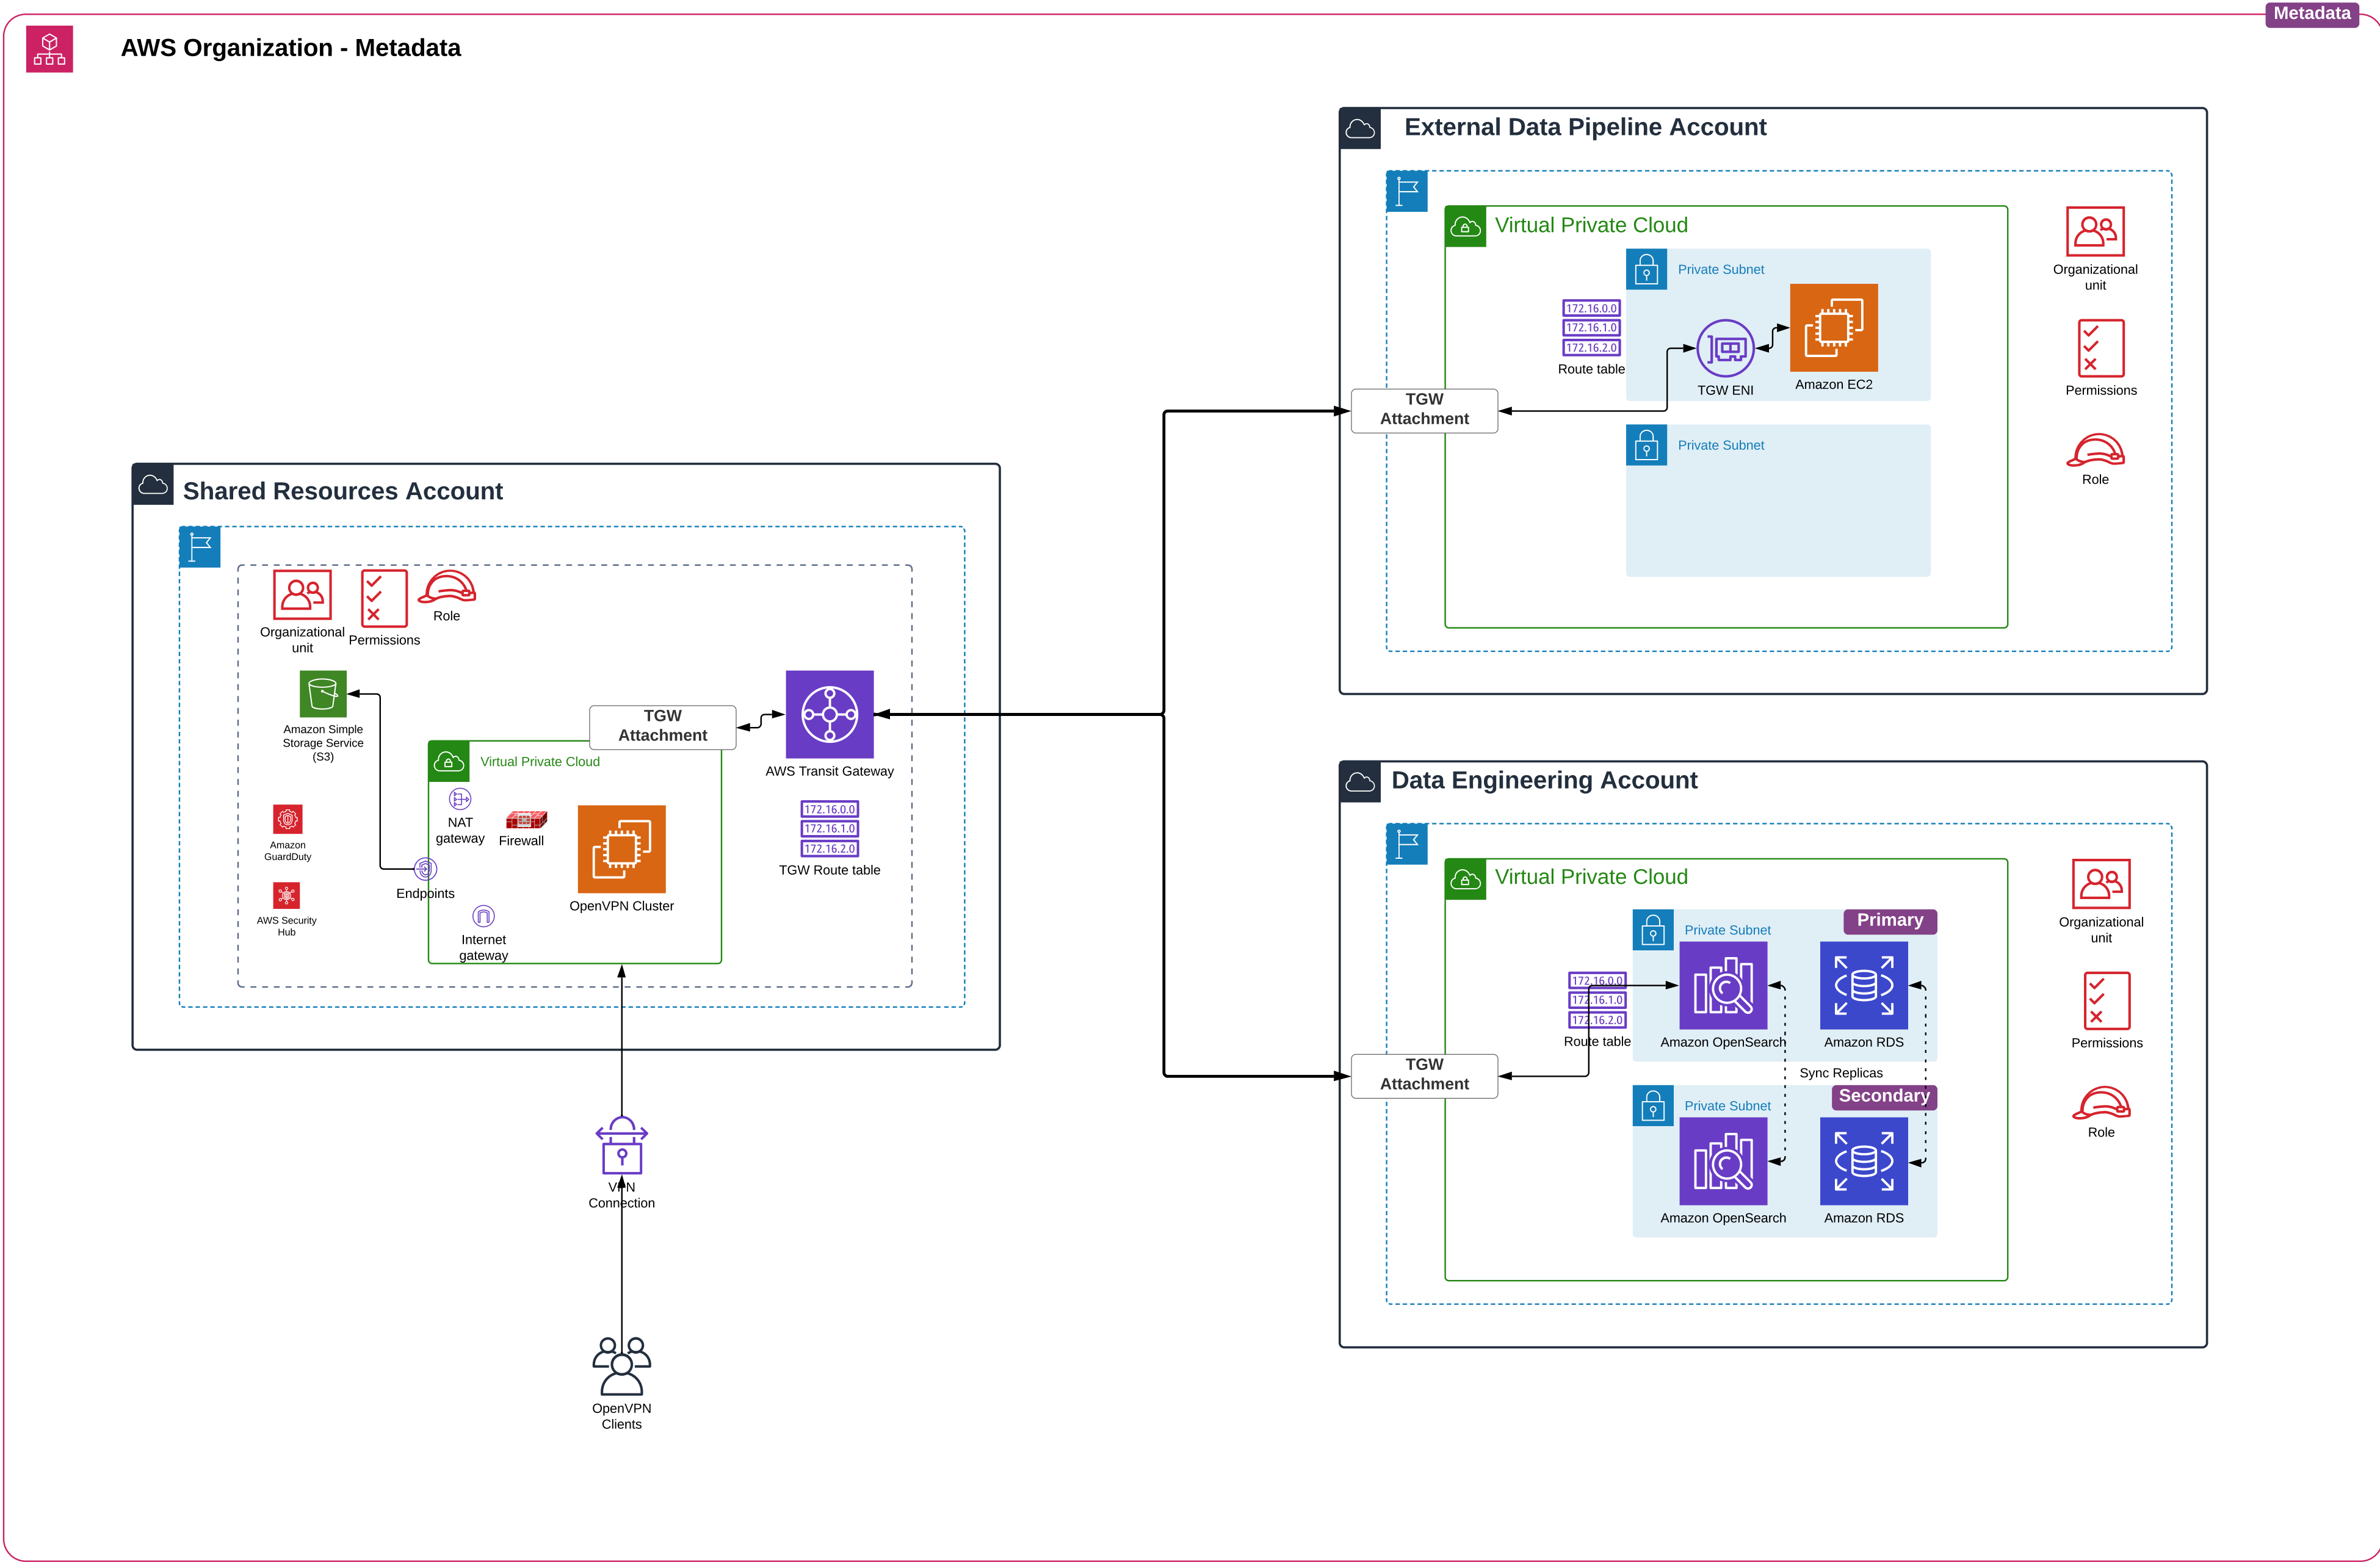 Metadata
AWS Organization - Metadata
External Data Pipeline Account
Virtual Private Cloud
Private Subnet
172.16.0.0
172.16.1.0
172.16.2.0
Route table
TGW ENI
Amazon EC2
TGW
Attachment
Private Subnet
Organizational
unit
Permissions
Role
Shared Resources Account
Organizational
unit
Permissions
Role
Amazon Simple
Storage Service
(S3)
TGW
Attachment
AWS Transit Gateway
Virtual Private Cloud
NAT
gateway
Firewall
OpenVPN Cluster
172.16.0.0
172.16.1.0
172.16.2.0
TGW Route table
Amazon
GuardDuty
Endpoints
AWS Security
Hub
Internet
gateway
Data Engineering Account
Virtual Private Cloud
Primary
Private Subnet
172.16.0.0
172.16.1.0
172.16.2.0
Route table
Amazon OpenSearch
Amazon RDS
TGW
Attachment
Sync Replicas
Secondary
Private Subnet
Amazon OpenSearch
Amazon RDS
Organizational
unit
Permissions
Role
VPN
Connection
OpenVPN
Clients